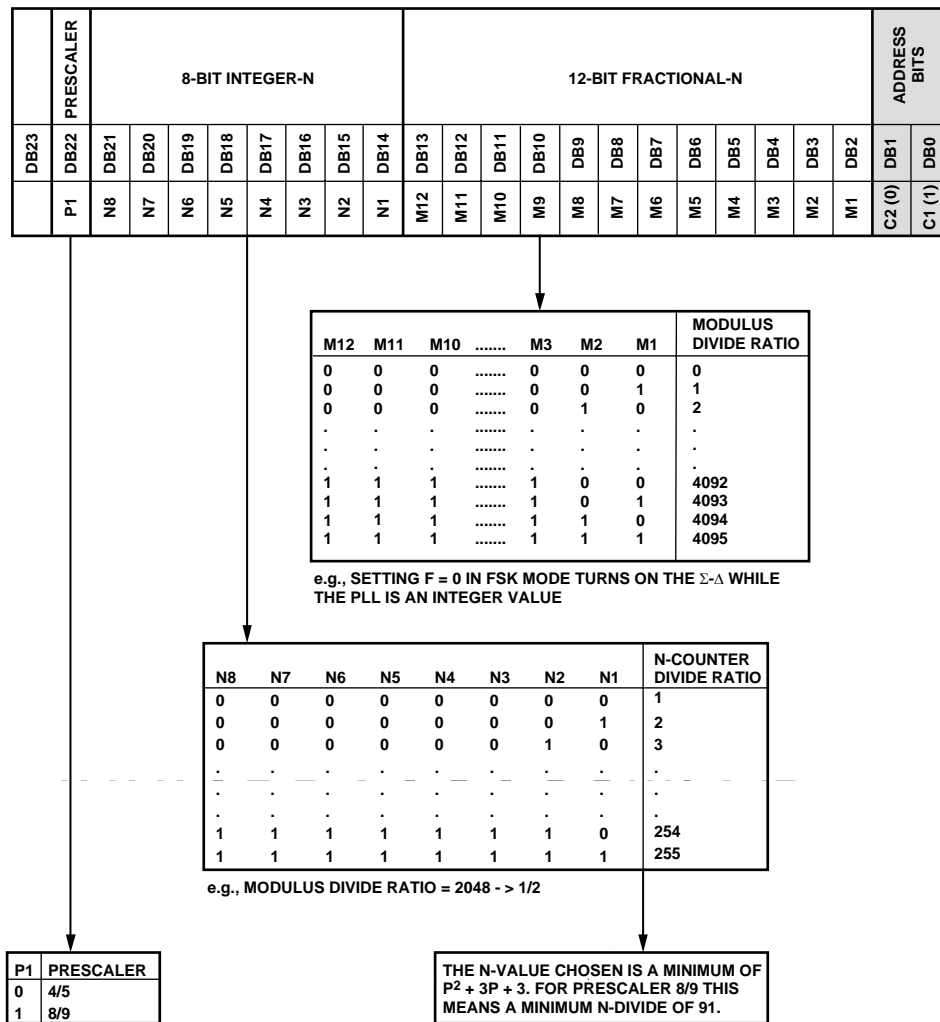 PRESCALER
8-BIT INTEGER-N
12-BIT FRACTIONAL-N
ADDRESS
BITS
DB23 DB22 DB21 DB20 DB19 DB18 DB17 DB16 DB15 DB14 DB13 DB12 DB11 DB10 DB9 DB8 DB7 DB6 DB5 DB4 DB3 DB2 DB1 DB0
P1 N8 N7 N6 N5 N4 N3 N2 N1 M12 M11 M10 M9 M8 M7 M6 M5 M4 M3 M2 M1 C2 (0) C1 (1)
MODULUS
M12 M11 M10 ....... M3 M2 M1 DIVIDE RATIO
0 0 0 ....... 0 0 0 0
0 0 0 ....... 0 0 1 1
0 0 0 ....... 0 1 0 2
. . . ....... . . . .
. . . ....... . . . .
. . . ....... . . . .
1 1 1 ....... 1 0 0 4092
1 1 1 ....... 1 0 1 4093
1 1 1 ....... 1 1 0 4094
1 1 1 ....... 1 1 1 4095
e.g., SETTING F = 0 IN FSK MODE TURNS ON THE Σ-Δ WHILE
THE PLL IS AN INTEGER VALUE
N-COUNTER
N8 N7 N6 N5 N4 N3 N2 N1 DIVIDE RATIO
0 0 0 0 0 0 0 0 1
0 0 0 0 0 0 0 1 2
0 0 0 0 0 0 1 0 3
. . . . . . . . .
. . . . . . . . .
. . . . . . . . .
1 1 1 1 1 1 1 0 254
1 1 1 1 1 1 1 1 255
e.g., MODULUS DIVIDE RATIO = 2048 - > 1/2
P1 PRESCALER
0 4/5
1 8/9
THE N-VALUE CHOSEN IS A MINIMUM OF
P² + 3P + 3. FOR PRESCALER 8/9 THIS
MEANS A MINIMUM N-DIVIDE OF 91.